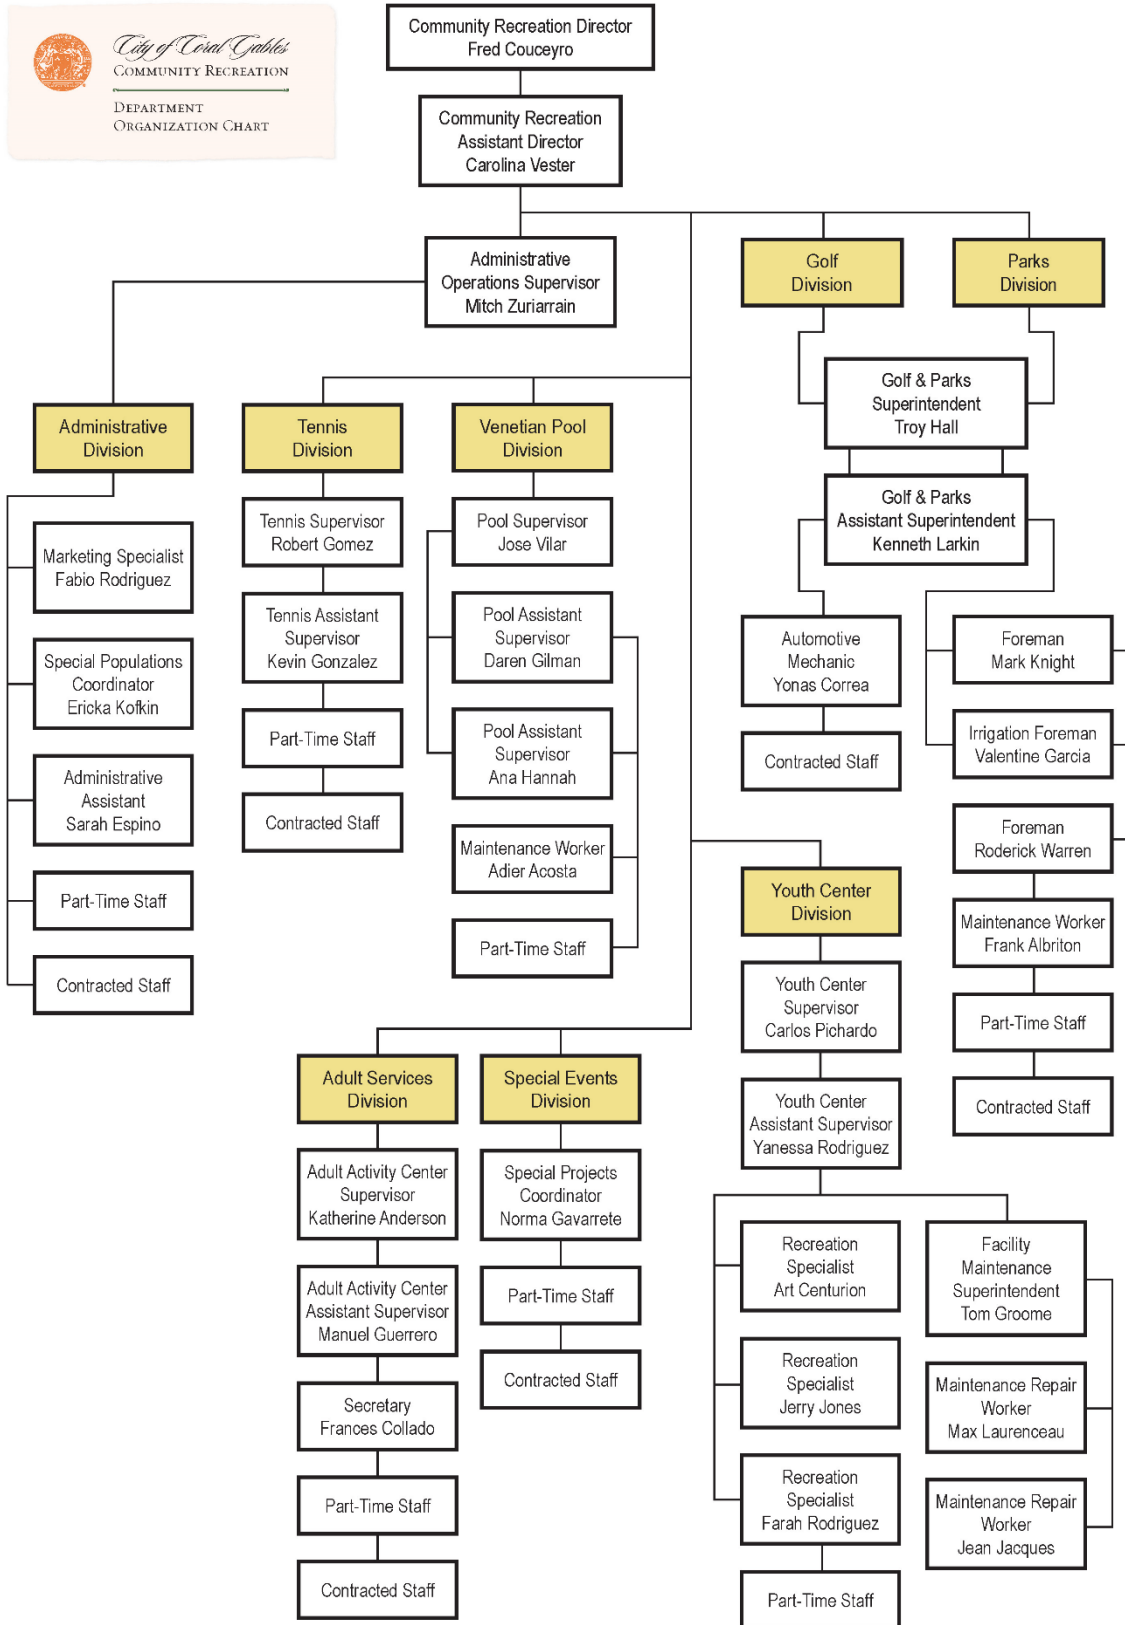 City of Coral Gables
COMMUNITY RECREATION
DEPARTMENT
ORGANIZATION CHART
Community Recreation Director
Fred Couceyro
Community Recreation
Assistant Director
Carolina Vester
Administrative
Operations Supervisor
Mitch Zuriarrain
Golf
Division
Parks
Division
Golf & Parks
Superintendent
Troy Hall
Golf & Parks
Assistant Superintendent
Kenneth Larkin
Administrative
Division
Marketing Specialist
Fabio Rodriguez
Special Populations
Coordinator
Ericka Kofkin
Administrative
Assistant
Sarah Espino
Part-Time Staff
Contracted Staff
Tennis
Division
Tennis Supervisor
Robert Gomez
Tennis Assistant
Supervisor
Kevin Gonzalez
Part-Time Staff
Contracted Staff
Venetian Pool
Division
Pool Supervisor
Jose Vilar
Pool Assistant
Supervisor
Daren Gilman
Pool Assistant
Supervisor
Ana Hannah
Maintenance Worker
Adier Acosta
Part-Time Staff
Automotive
Mechanic
Yonas Correa
Contracted Staff
Foreman
Mark Knight
Irrigation Foreman
Valentine Garcia
Foreman
Roderick Warren
Maintenance Worker
Frank Albriton
Part-Time Staff
Contracted Staff
Youth Center
Division
Youth Center
Supervisor
Carlos Pichardo
Youth Center
Assistant Supervisor
Yanessa Rodriguez
Recreation
Specialist
Art Centurion
Recreation
Specialist
Jerry Jones
Recreation
Specialist
Farah Rodriguez
Part-Time Staff
Facility
Maintenance
Superintendent
Tom Groome
Maintenance Repair
Worker
Max Laurenceau
Maintenance Repair
Worker
Jean Jacques
Adult Services
Division
Adult Activity Center
Supervisor
Katherine Anderson
Adult Activity Center
Assistant Supervisor
Manuel Guerrero
Secretary
Frances Collado
Part-Time Staff
Contracted Staff
Special Events
Division
Special Projects
Coordinator
Norma Gavarrete
Part-Time Staff
Contracted Staff